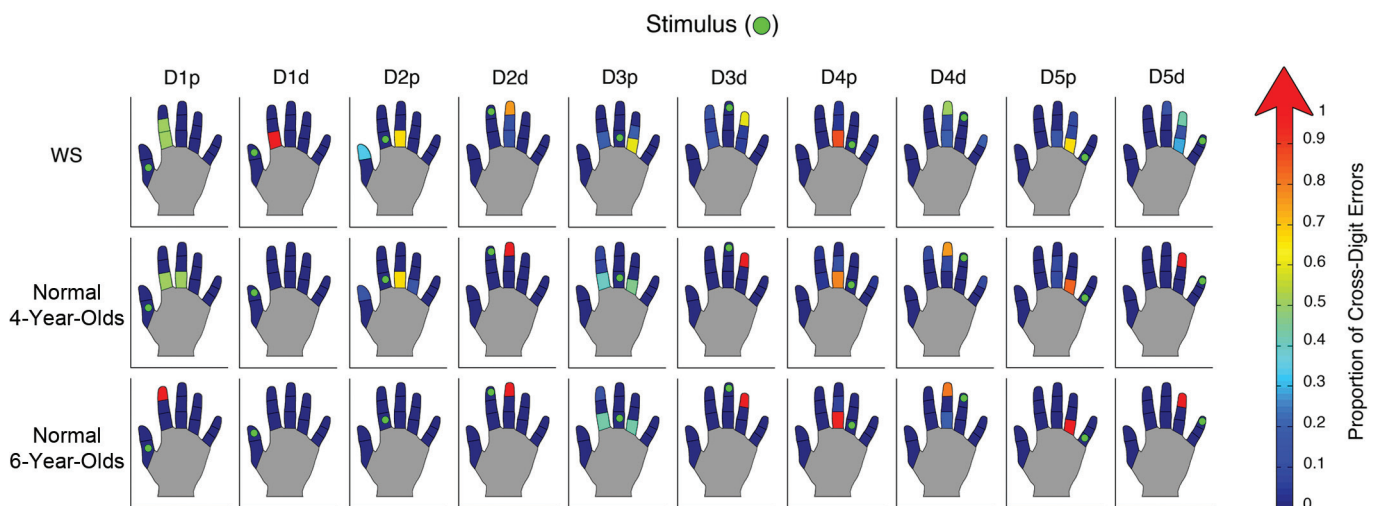 Stimulus ( )
D1p D1d D2p D2d D3p D3d D4p D4d D5p D5d
WS
Normal
4-Year-Olds
Normal
6-Year-Olds
1
0.9
0.8
0.7
0.6
0.5
0.4
0.3
0.2
0.1
0
Proportion of Cross-Digit Errors